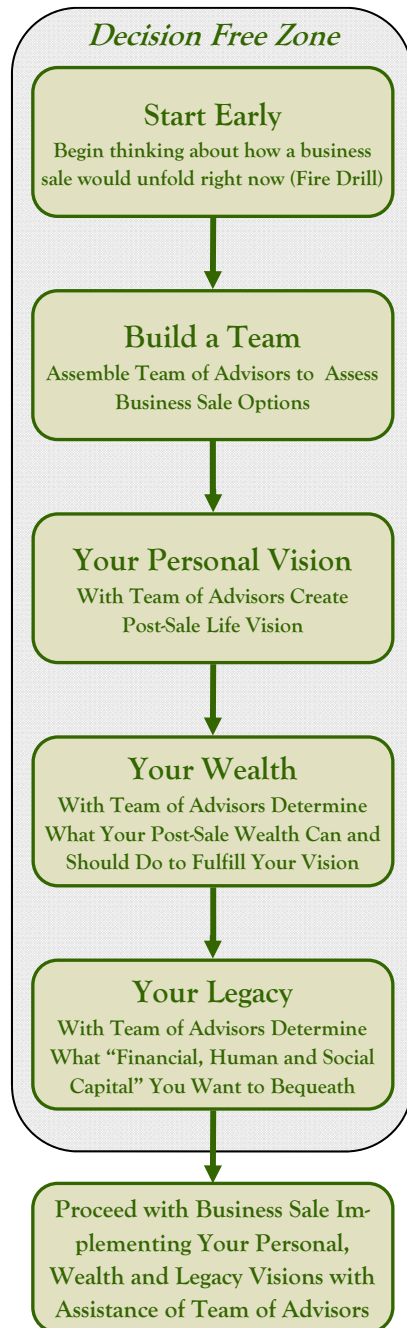 Decision Free Zone
Start Early
Begin thinking about how a business
sale would unfold right now (Fire Drill)
Build a Team
Assemble Team of Advisors to Assess
Business Sale Options
Your Personal Vision
With Team of Advisors Create
Post-Sale Life Vision
Your Wealth
With Team of Advisors Determine
What Your Post-Sale Wealth Can and
Should Do to Fulfill Your Vision
Your Legacy
With Team of Advisors Determine
What “Financial, Human and Social
Capital” You Want to Bequeath
Proceed with Business Sale Im-
plementing Your Personal,
Wealth and Legacy Visions with
Assistance of Team of Advisors